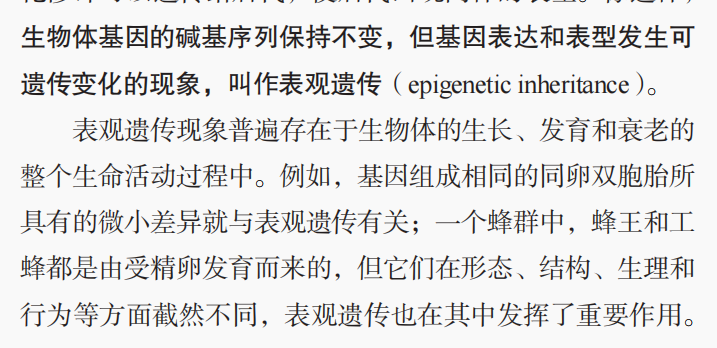 生物体基因的碱基序列保持不变，但基因表达和表型发生可
遗传变化的现象，叫作表观遗传（epigenetic inheritance）。
表观遗传现象普遍存在于生物体的生长、发育和衰老的
整个生命活动过程中。例如，基因组成相同的同卵双胞胎所
具有的微小差异就与表观遗传有关；一个蜂群中，蜂王和工
蜂都是由受精卵发育而来的，但它们在形态、结构、生理和
行为等方面截然不同，表观遗传也在其中发挥了重要作用。